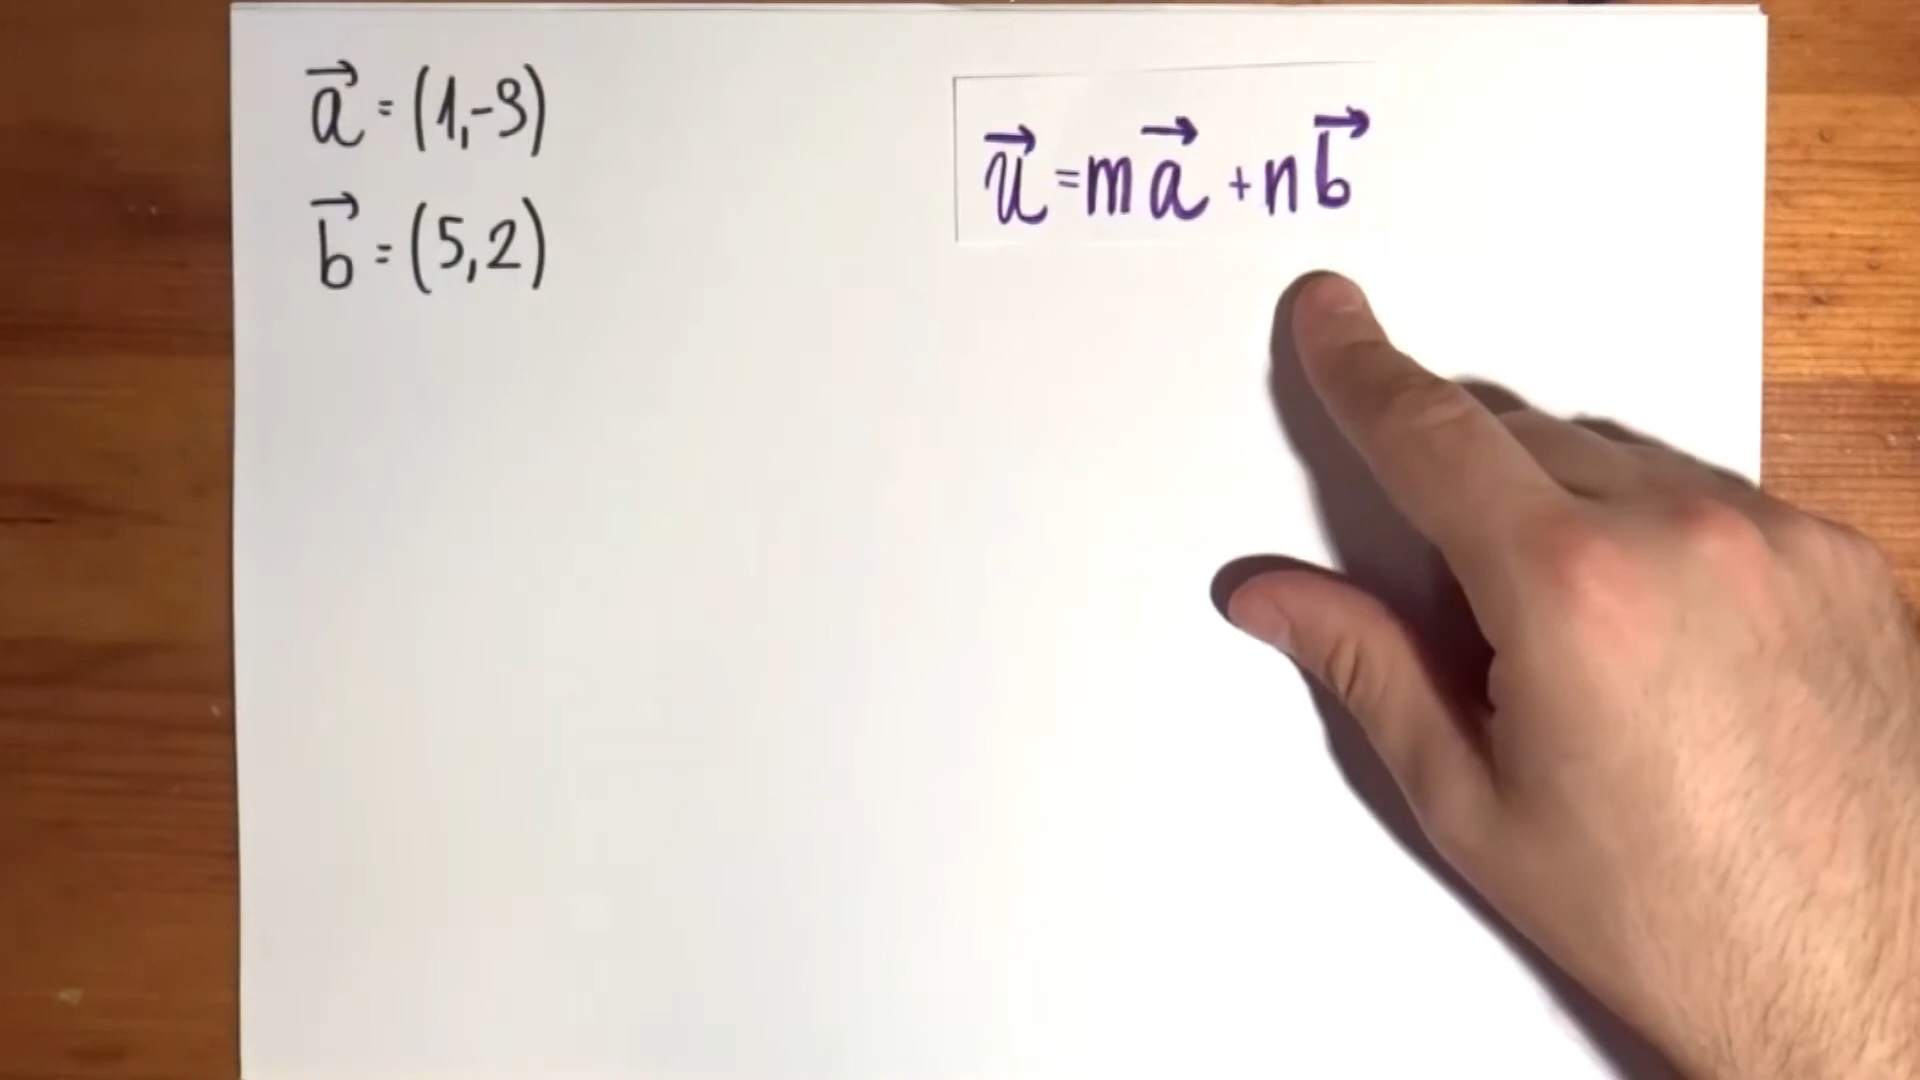 a⃗ = (1,-3)
b⃗ = (5,2)
u⃗ = ma⃗ + nb⃗